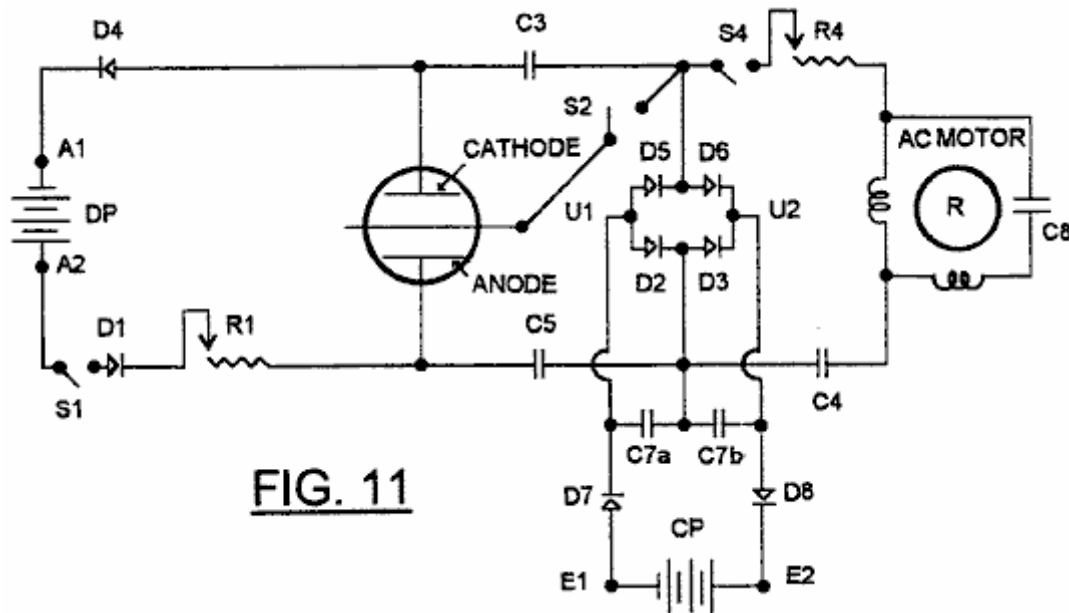 D4
C3
S4
R4
S2
A1
CATHODE
D5
D6
AC MOTOR
DP
U1
U2
R
C8
A2
ANODE
D2
D3
D1
R1
C5
S1
C4
C7a
C7b
FIG. 11
D7
D8
CP
E1
E2